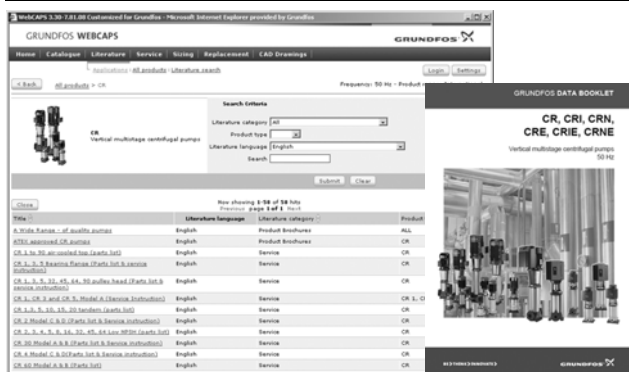 WebCAPS 3.30-7.01.08 Customized for Grundfos - Microsoft Internet Explorer provided by Grundfos
GRUNDFOS WEBCAPS
GRUNDFOS
Home Catalogue Literature Service Sizing Replacement CAD Drawings
Applications · All products · Literature search
Login Settings
< Back All products > CR
Frequency: 50 Hz - Product
Search Criteria
Literature category All
CR
Vertical multistage centrifugal pumps
Product type
Literature language English
Search
Submit Clear
Close
Now showing 1-58 of 58 hits
Previous page 1 of 1 Next
Title Literature language Literature category Product
A Wide Range - of quality pumps English Product Brochures ALL
ATEX approved CR pumps English Product Brochures CR
CR 1 to 90 air-cooled top (parts list) English Service CR
CR 1, 3, 5 Bearing flange (Parts list & service instruction) English Service CR
CR 1, 3, 5, 32, 45, 64, 90 pulley head (Parts list & service instruction) English Service CR
CR 1, CR 3 and CR 5, Model A (Service Instruction) English Service CR 1, C
CR 1,3, 5, 10, 15, 20 tandem (parts list) English Service CR
CR 2 Model C & D (Parts list & Service instruction) English Service CR
CR 2, 3, 4, 5, 8, 16, 32, 45, 64 Low NPSH (parts list) English Service CR
CR 30 Model A & B (Parts list & Service instruction) English Service CR
CR 4 Model C & D(Parts list & Service instruction) English Service CR
CR 60 Model A & B (Parts list) English Service CR
GRUNDFOS DATA BOOKLET
CR, CRI, CRN,
CRE, CRIE, CRNE
Vertical multistage centrifugal pumps
50 Hz
BE>THINK>INNOVATE>
GRUNDFOS